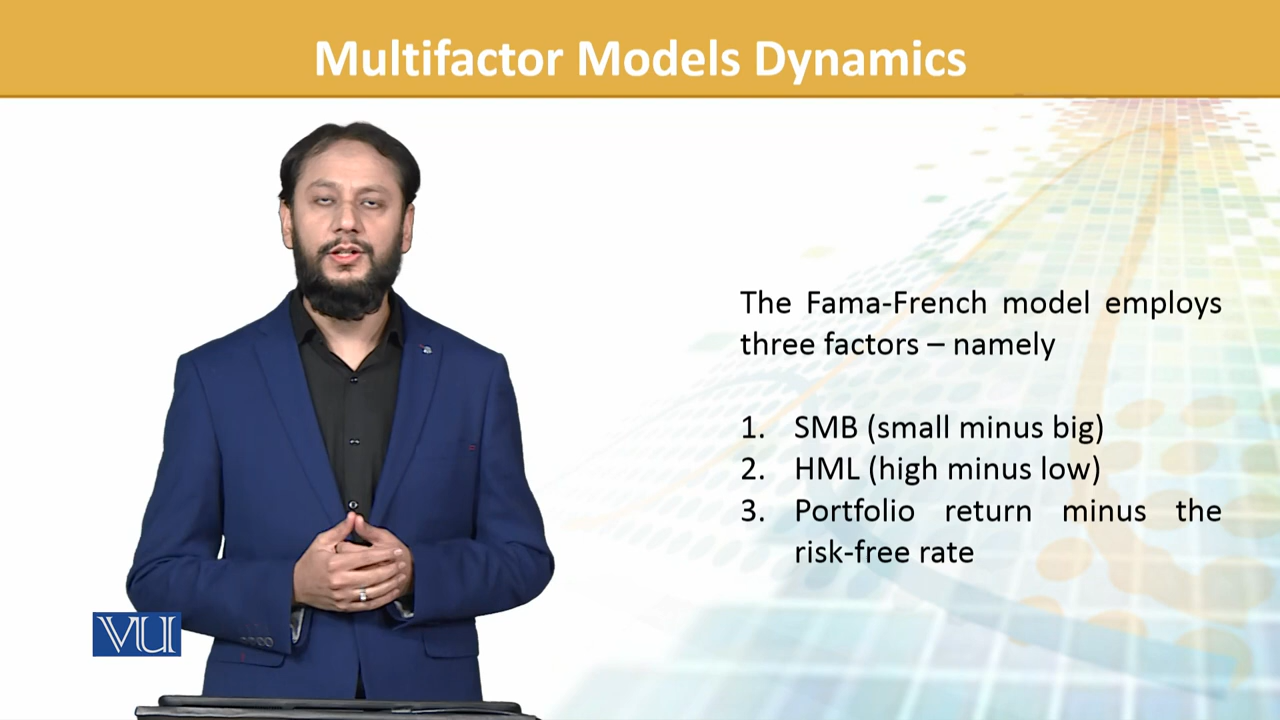 Multifactor Models Dynamics
The Fama-French model employs
three factors – namely
1. SMB (small minus big)
2. HML (high minus low)
3. Portfolio return minus the
risk-free rate
VU